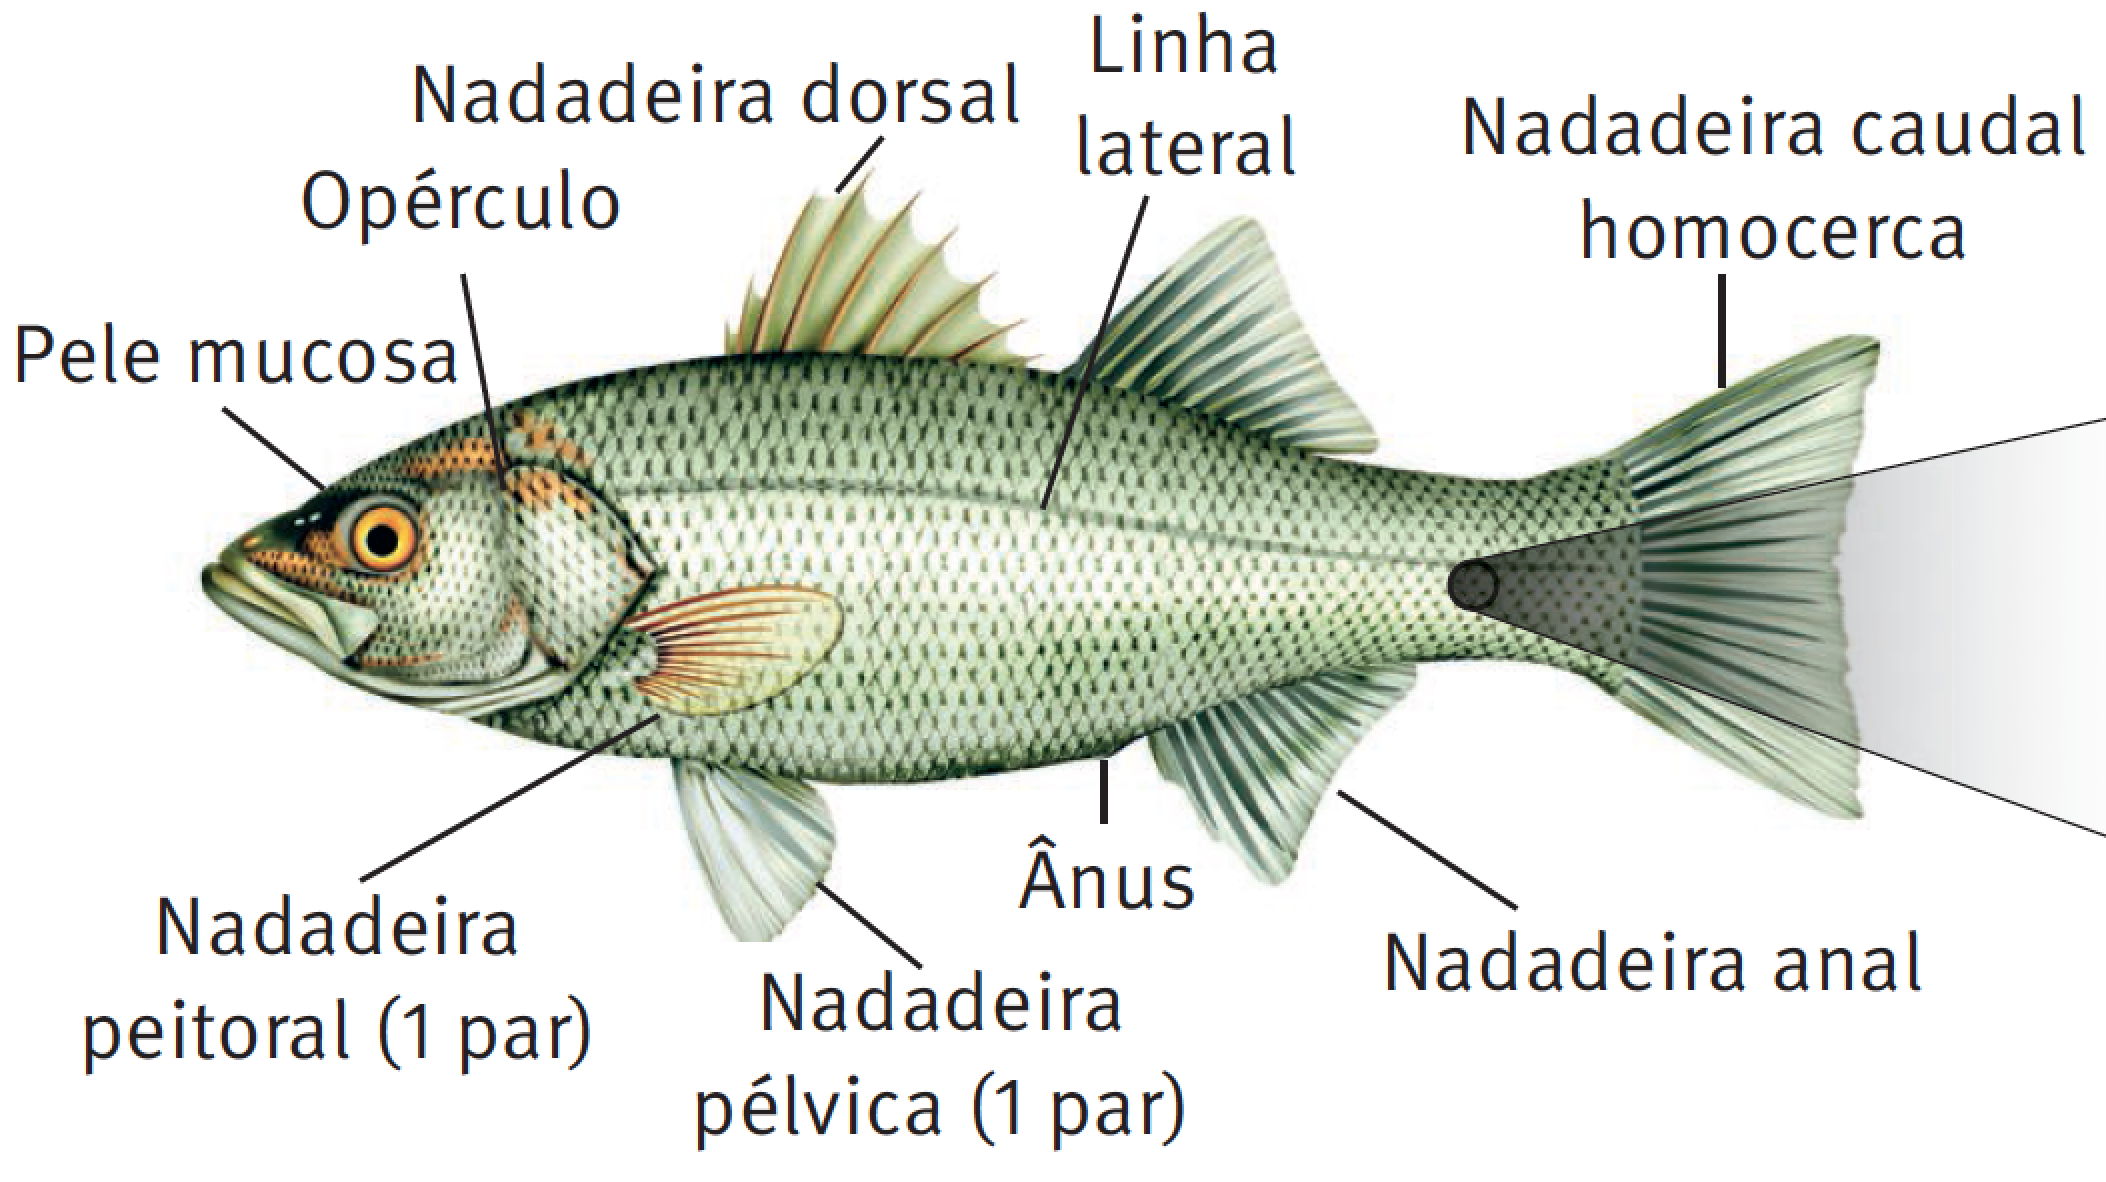 Linha
lateral
Nadadeira dorsal
Nadadeira caudal
homocerca
Opérculo
Pele mucosa
Ânus
Nadadeira
peitoral (1 par)
Nadadeira
pélvica (1 par)
Nadadeira anal